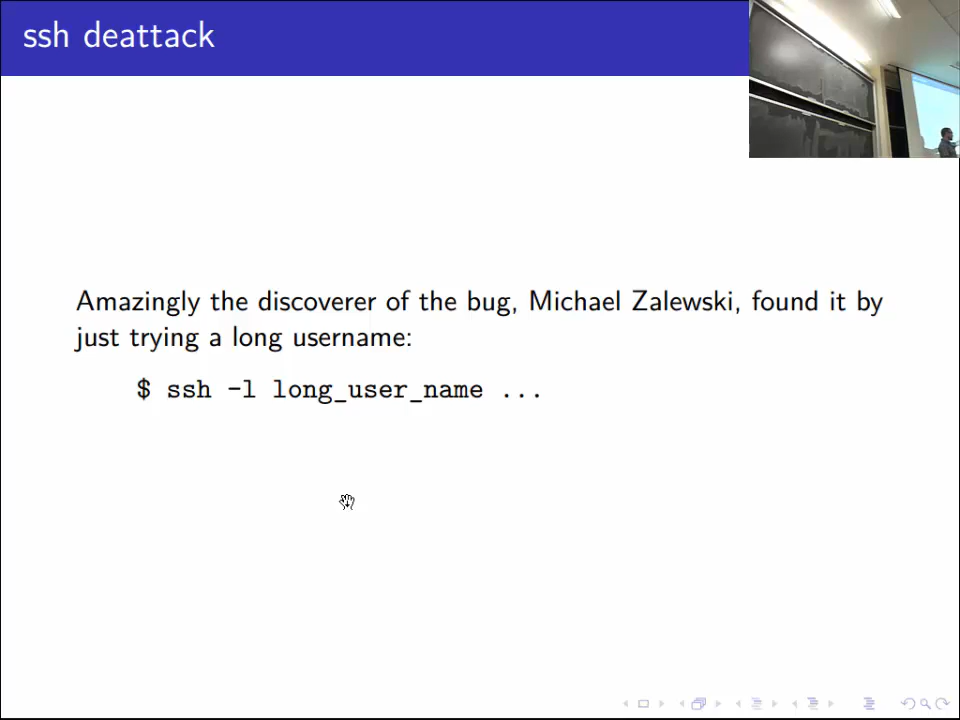 ssh deattack
Amazingly the discoverer of the bug, Michael Zalewski, found it by
just trying a long username:
$ ssh -l long_user_name ...